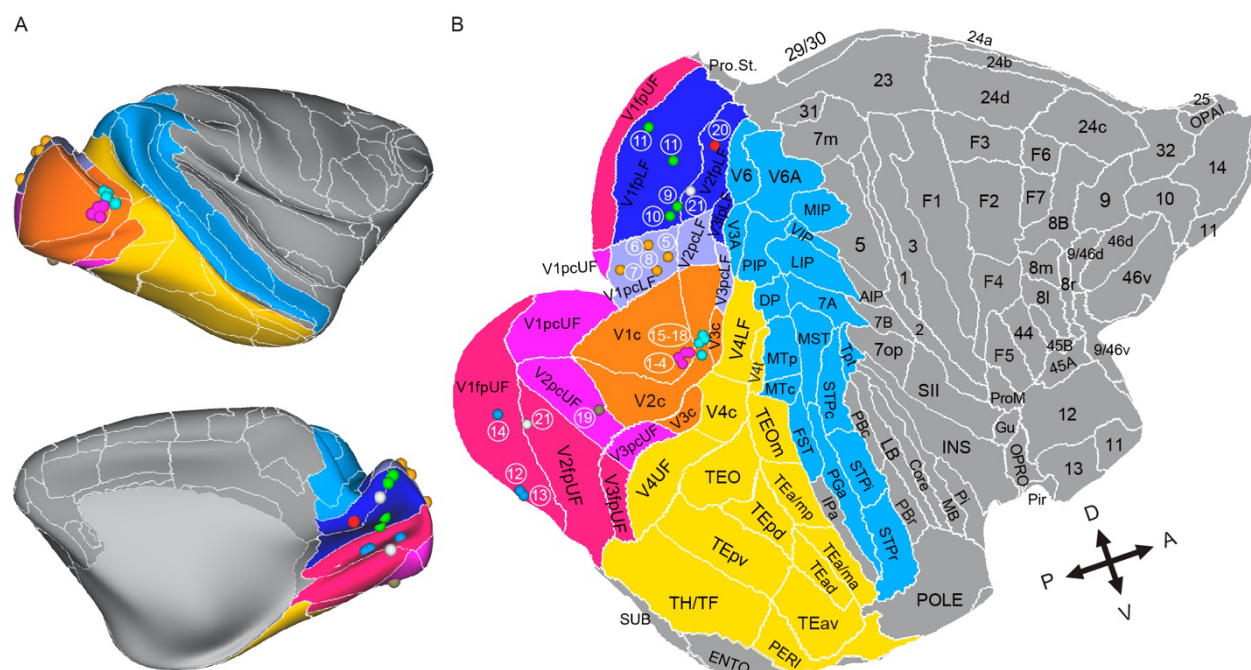 A
B
29/30
24a
24b
Pro.St.
23
24d
25
OPAI
31
24c
7m
F3
F6
32
14
V1fpUF
11
20
11
V1fpLF
V2fpLF
V6
V6A
F7
9
10
F1
F2
8B
11
9
21
10
V3fpLF
MIP
VIP
5
3
46d
9/46d
6
5
V2pcLF
V3A
8
7
PIP
LIP
1
F4
8m
8r
46v
V1pcUF
V1pcLF
V3pcLF
DP
7A
AIP
8l
V1pcUF
V1c
15-18
V3c
V4LF
MST
7B
2
44
1-4
MTp
Tpt
7op
F5
45B
45A
9/46v
V1fpUF
V2pcUF
V2c
V4t
MTc
STPc
SII
ProM
12
14
21
19
V3c
V4c
TEOm
FST
PBc
LB
Gu
V3pcUF
INS
11
12
13
V2fpUF
V3fpUF
V4UF
TEO
TEa/mp
PGa
STPi
Core
OPRO
13
IPa
PBr
MB
Pi
Pir
TEpd
TEpv
TEa/ma
TEad
STPr
D
A
P
V
TH/TF
TEav
POLE
SUB
PERI
ENTO